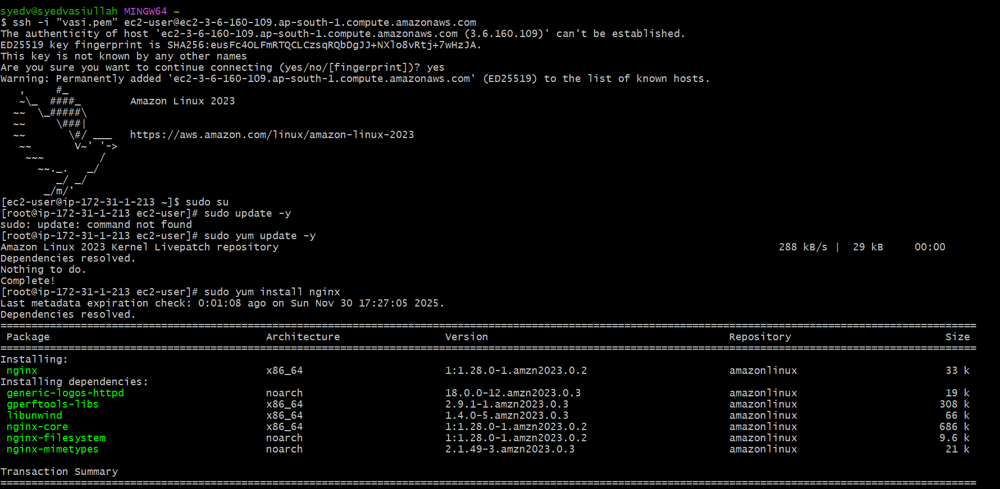 syedv@syedvasiullah MINGW64 ~
$ ssh -i "vasi.pem" ec2-user@ec2-3-6-160-109.ap-south-1.compute.amazonaws.com
The authenticity of host 'ec2-3-6-160-109.ap-south-1.compute.amazonaws.com (3.6.160.109)' can't be established.
ED25519 key fingerprint is SHA256:eusFc4OLFmRTQCLCzsqRQbDgJJ+NXlo8vRtj+7wHzJA.
This key is not known by any other names
Are you sure you want to continue connecting (yes/no/[fingerprint])? yes
Warning: Permanently added 'ec2-3-6-160-109.ap-south-1.compute.amazonaws.com' (ED25519) to the list of known hosts.
   ,     #_
   ~\_  ####_        Amazon Linux 2023
  ~~  \_#####\
  ~~     \###|
  ~~       \#/ ___   https://aws.amazon.com/linux/amazon-linux-2023
   ~~       V~' '->
    ~~~         /
      ~~._.   _/
         _/ _/
       _/m/'
[ec2-user@ip-172-31-1-213 ~]$ sudo su
[root@ip-172-31-1-213 ec2-user]# sudo update -y
sudo: update: command not found
[root@ip-172-31-1-213 ec2-user]# sudo yum update -y
Amazon Linux 2023 Kernel Livepatch repository 288 kB/s | 29 kB 00:00
Dependencies resolved.
Nothing to do.
Complete!
[root@ip-172-31-1-213 ec2-user]# sudo yum install nginx
Last metadata expiration check: 0:01:08 ago on Sun Nov 30 17:27:05 2025.
Dependencies resolved.
Package Architecture Version Repository Size
Installing:
nginx x86_64 1:1.28.0-1.amzn2023.0.2 amazonlinux 33 k
Installing dependencies:
generic-logos-httpd noarch 18.0.0-12.amzn2023.0.3 amazonlinux 19 k
gperftools-libs x86_64 2.9.1-1.amzn2023.0.3 amazonlinux 308 k
libunwind x86_64 1.4.0-5.amzn2023.0.3 amazonlinux 66 k
nginx-core x86_64 1:1.28.0-1.amzn2023.0.2 amazonlinux 686 k
nginx-filesystem noarch 1:1.28.0-1.amzn2023.0.2 amazonlinux 9.6 k
nginx-mimetypes noarch 2.1.49-3.amzn2023.0.3 amazonlinux 21 k
Transaction Summary